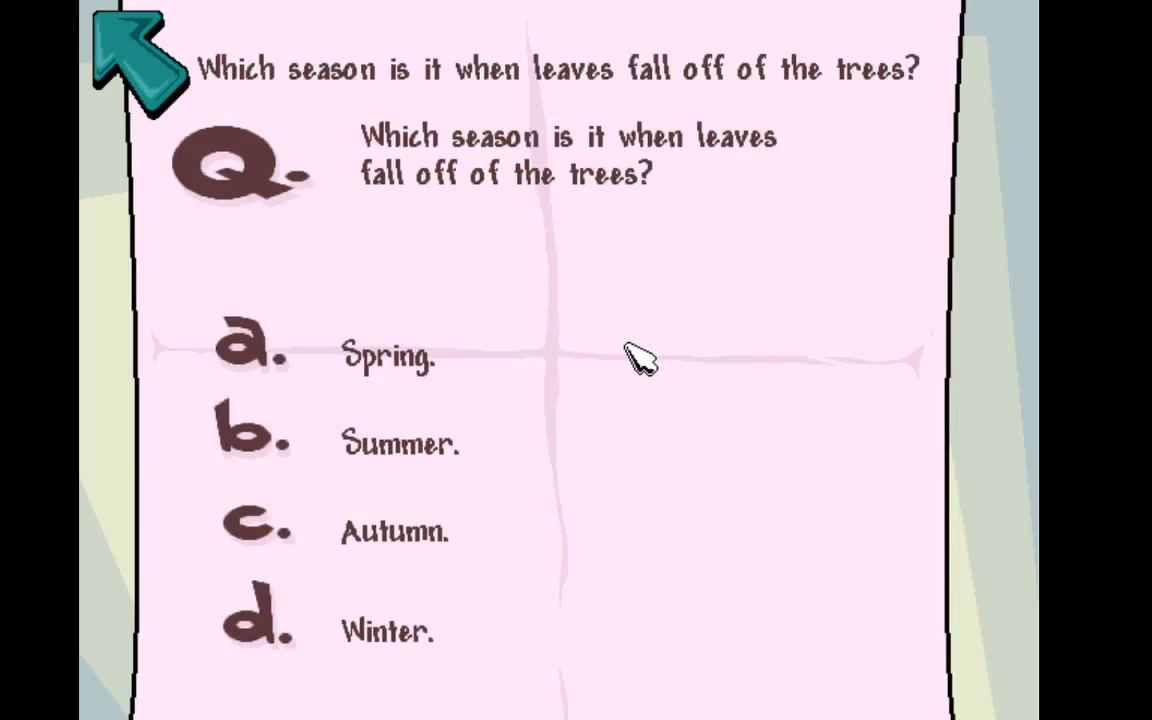 Which season is it when leaves fall off of the trees?
Q. Which season is it when leaves
fall off of the trees?
a. Spring.
b. Summer.
c. Autumn.
d. Winter.